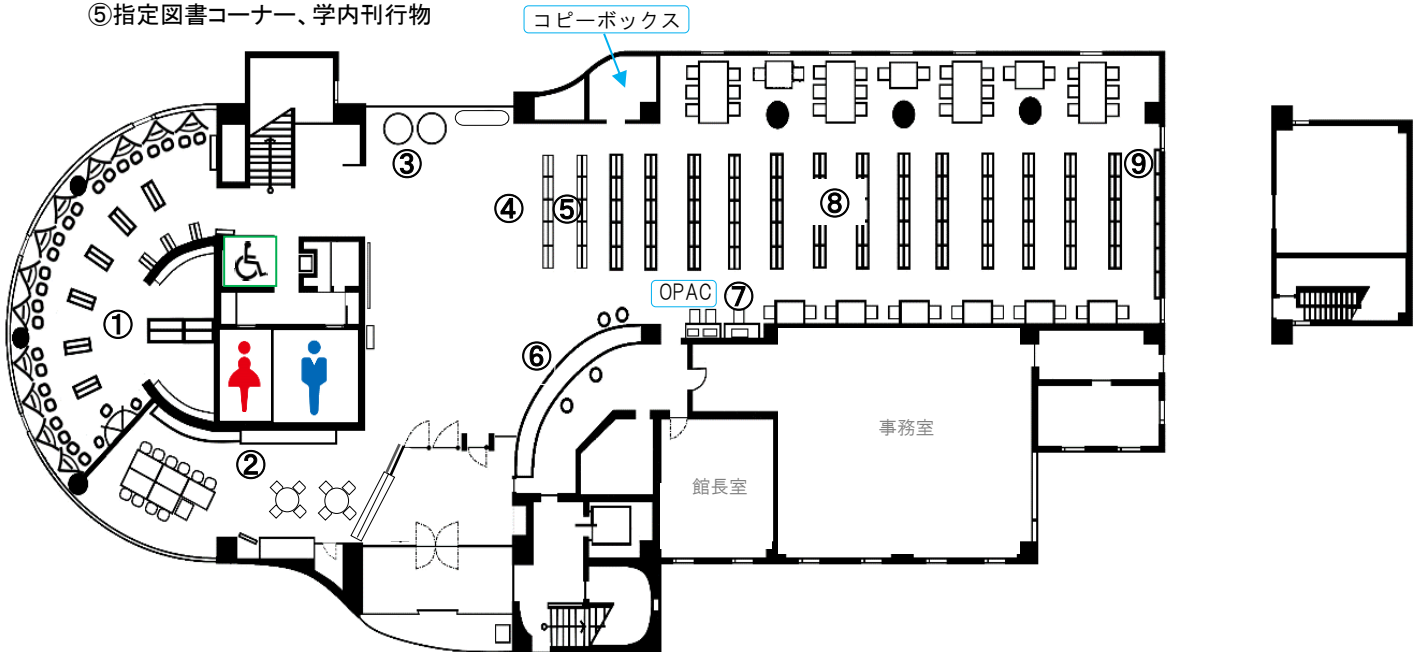 ⑤指定図書コーナー、学内刊行物
コピーボックス
③
④
⑤
⑧
⑨
OPAC
⑦
①
⑥
②
事務室
館長室